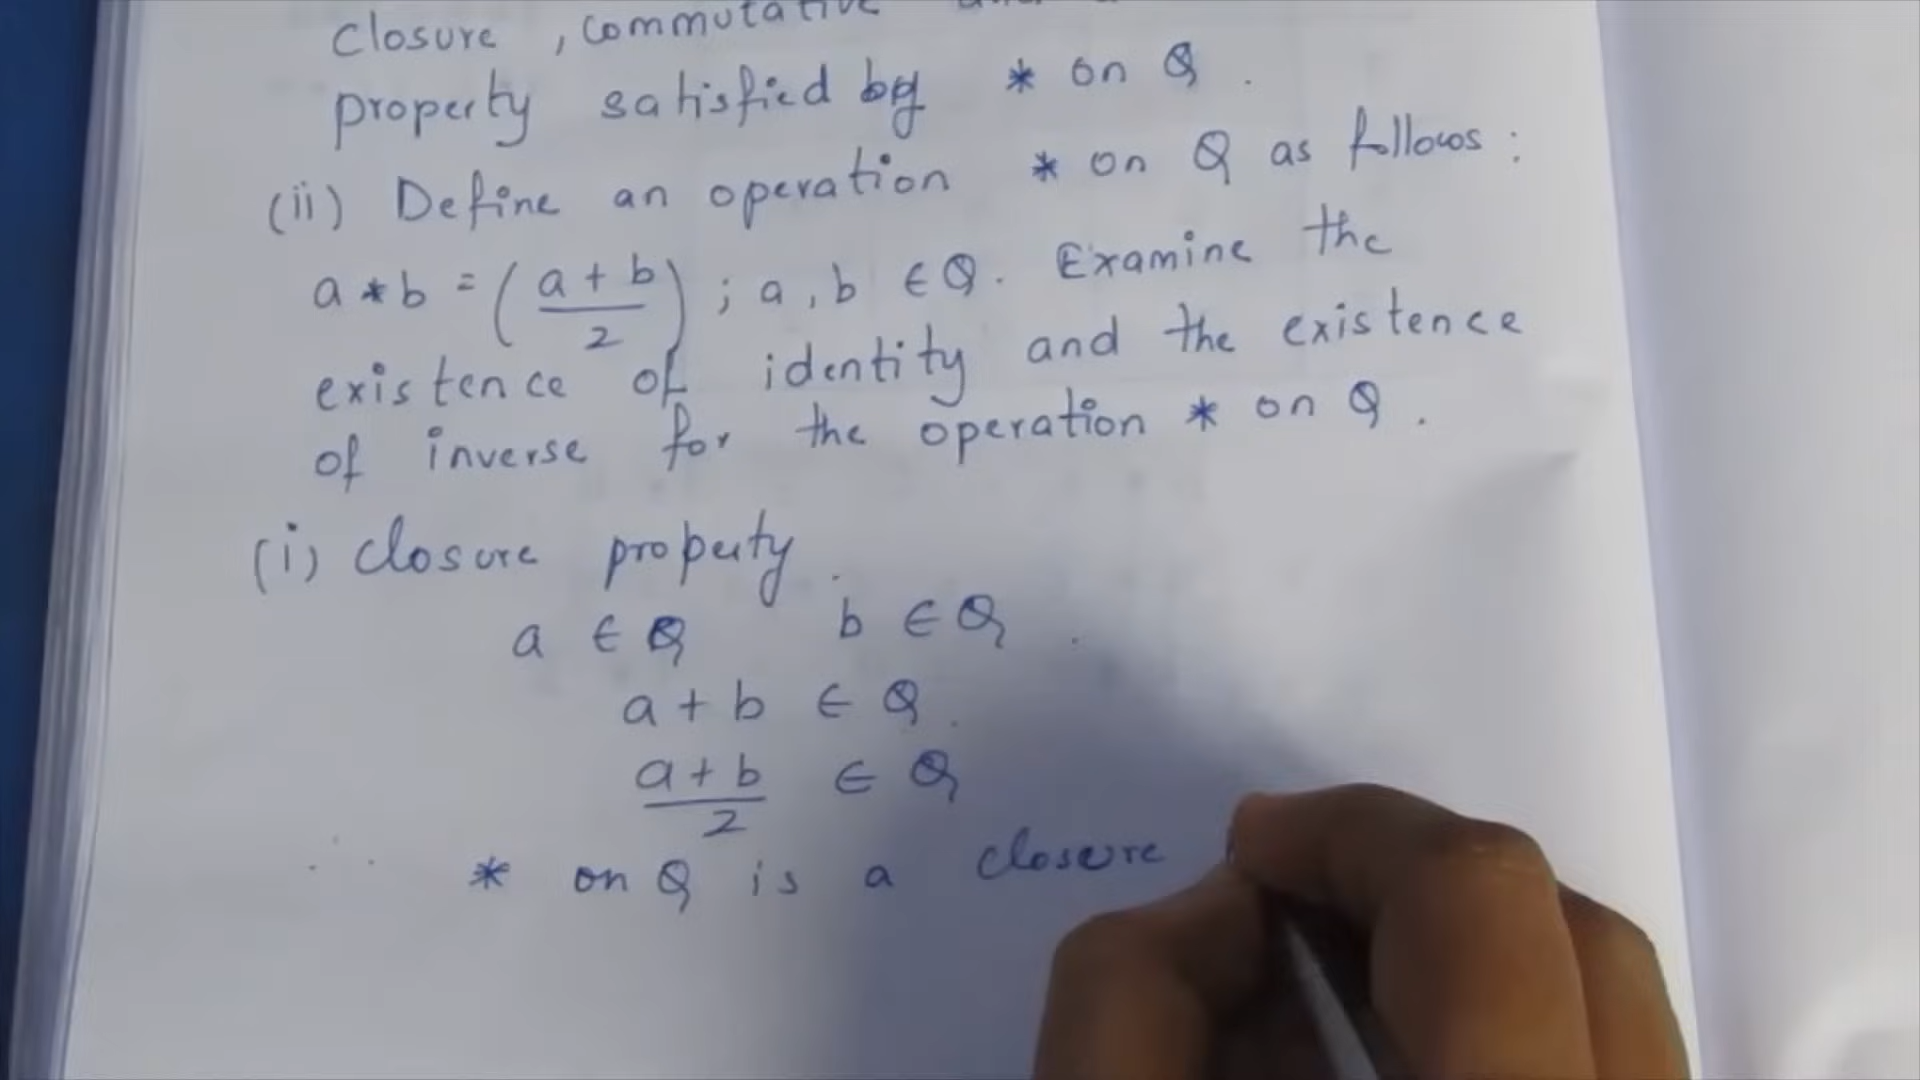 closure, commutative
property satisfied by * on Q.
(ii) Define an operation * on Q as follows:
a * b = (a + b / 2) ; a, b ∈ Q. Examine the
existence of identity and the existence
of inverse for the operation * on Q.
(i) closure property.
a ∈ Q b ∈ Q.
a + b ∈ Q.
a + b / 2 ∈ Q
* on Q is a closure